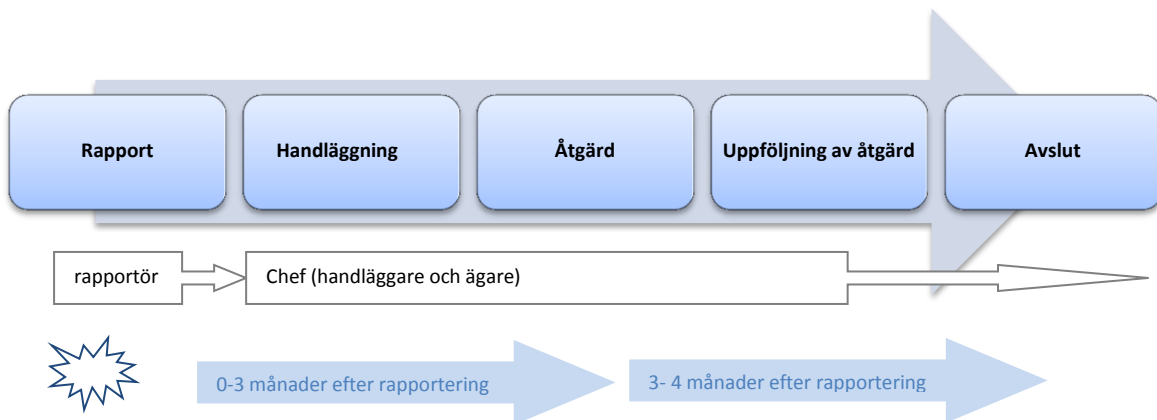 Rapport
Handläggning
Åtgärd
Uppföljning av åtgärd
Avslut
rapportör
Chef (handläggare och ägare)
0-3 månader efter rapportering
3- 4 månader efter rapportering